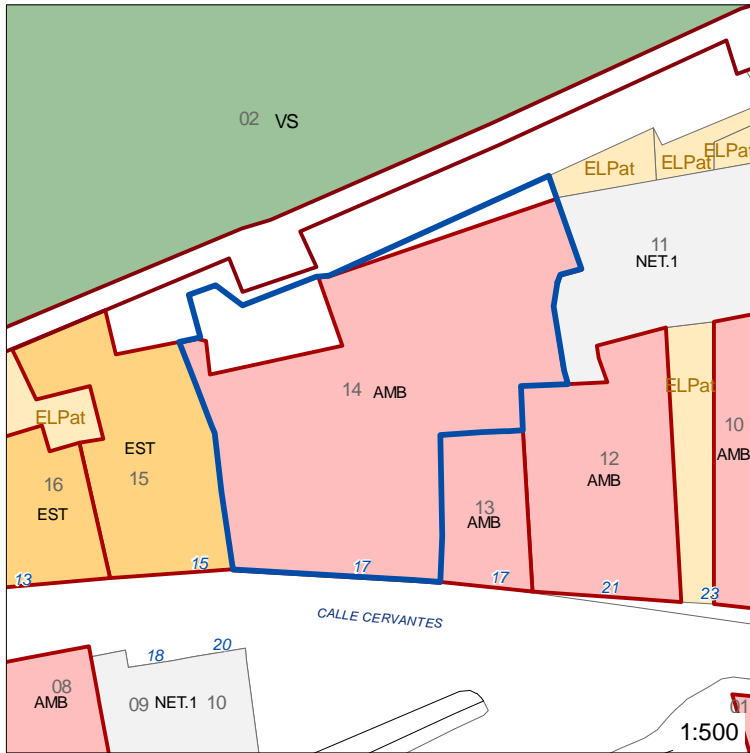 02 VS
ELPat
ELPat
ELPat
11
NET.1
14 AMB
ELPat
ELPat
10
AMB
EST
15
16
EST
12
AMB
13
AMB
13
15
17
17
21
23
CALLE CERVANTES
18
20
08
AMB
09 NET.1 10
01
1:500